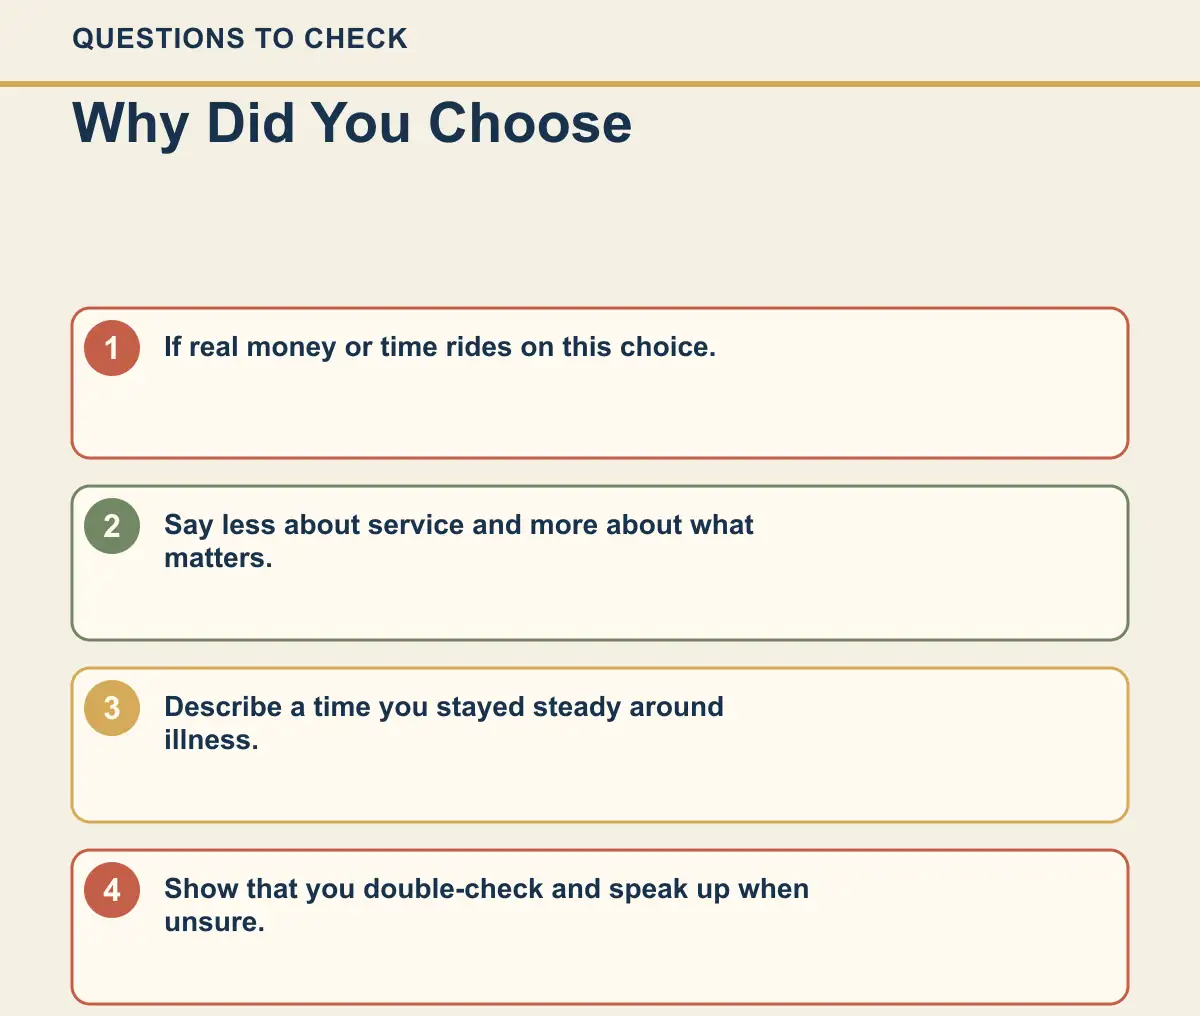 QUESTIONS TO CHECK
Why Did You Choose
1 If real money or time rides on this choice.
2 Say less about service and more about what
matters.
3 Describe a time you stayed steady around
illness.
4 Show that you double-check and speak up when
unsure.